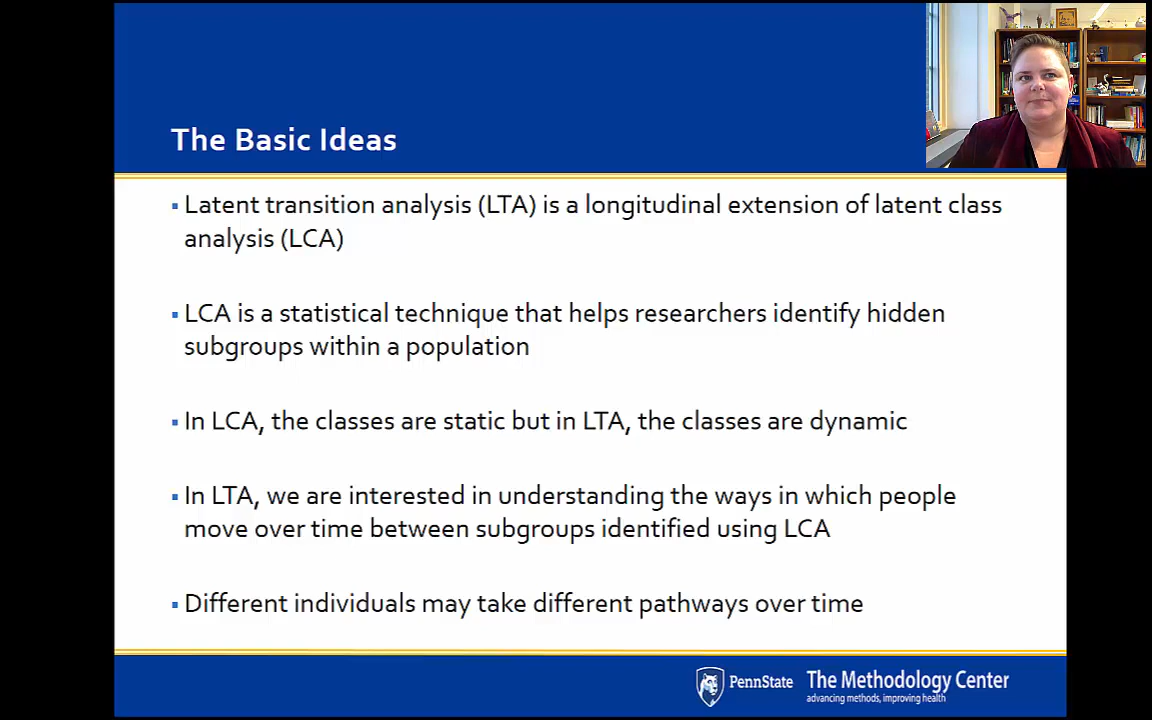 The Basic Ideas
▪ Latent transition analysis (LTA) is a longitudinal extension of latent class
analysis (LCA)
▪ LCA is a statistical technique that helps researchers identify hidden
subgroups within a population
▪ In LCA, the classes are static but in LTA, the classes are dynamic
▪ In LTA, we are interested in understanding the ways in which people
move over time between subgroups identified using LCA
▪ Different individuals may take different pathways over time
PennState
The Methodology Center
advancing methods, improving health